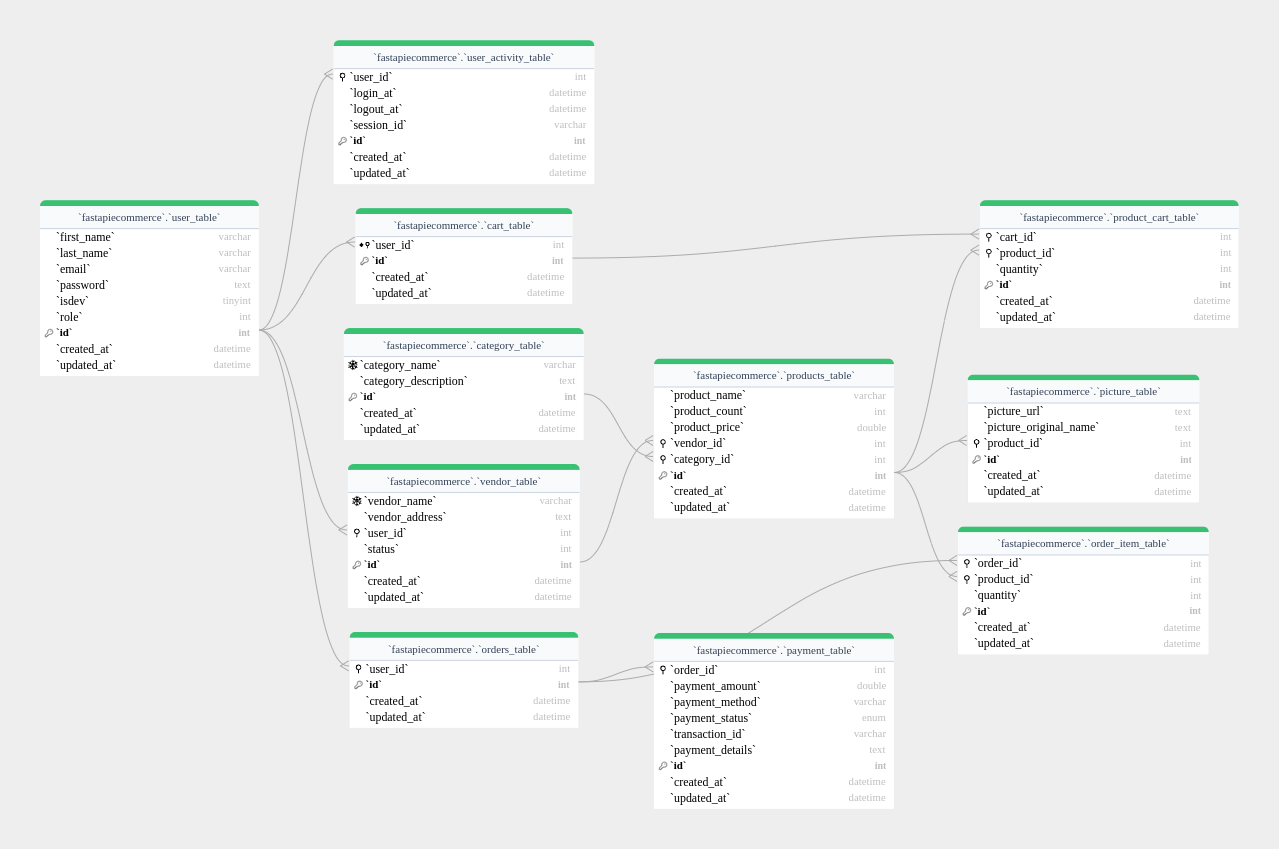 `fastapiecommerce`.`user_activity_table`
`user_id` int
`login_at` datetime
`logout_at` datetime
`session_id` varchar
`id` int
`created_at` datetime
`updated_at` datetime
`fastapiecommerce`.`user_table`
`first_name` varchar
`last_name` varchar
`email` varchar
`password` text
`isdev` tinyint
`role` int
`id` int
`created_at` datetime
`updated_at` datetime
`fastapiecommerce`.`cart_table`
`user_id` int
`id` int
`created_at` datetime
`updated_at` datetime
`fastapiecommerce`.`product_cart_table`
`cart_id` int
`product_id` int
`quantity` int
`id` int
`created_at` datetime
`updated_at` datetime
`fastapiecommerce`.`category_table`
`category_name` varchar
`category_description` text
`id` int
`created_at` datetime
`updated_at` datetime
`fastapiecommerce`.`products_table`
`product_name` varchar
`product_count` int
`product_price` double
`vendor_id` int
`category_id` int
`id` int
`created_at` datetime
`updated_at` datetime
`fastapiecommerce`.`picture_table`
`picture_url` text
`picture_original_name` text
`product_id` int
`id` int
`created_at` datetime
`updated_at` datetime
`fastapiecommerce`.`vendor_table`
`vendor_name` varchar
`vendor_address` text
`user_id` int
`status` int
`id` int
`created_at` datetime
`updated_at` datetime
`fastapiecommerce`.`order_item_table`
`order_id` int
`product_id` int
`quantity` int
`id` int
`created_at` datetime
`updated_at` datetime
`fastapiecommerce`.`orders_table`
`user_id` int
`id` int
`created_at` datetime
`updated_at` datetime
`fastapiecommerce`.`payment_table`
`order_id` int
`payment_amount` double
`payment_method` varchar
`payment_status` enum
`transaction_id` varchar
`payment_details` text
`id` int
`created_at` datetime
`updated_at` datetime